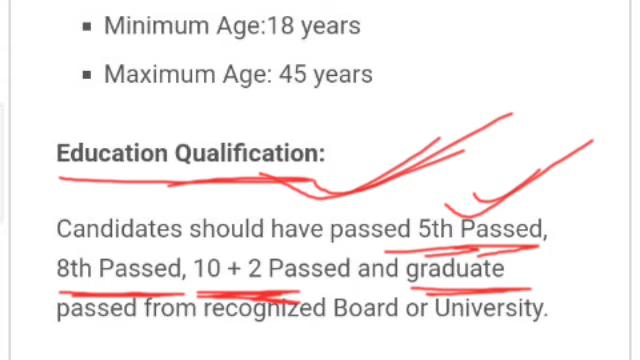 ▪ Minimum Age:18 years
▪ Maximum Age: 45 years
Education Qualification:
Candidates should have passed 5th Passed,
8th Passed, 10 + 2 Passed and graduate
passed from recognized Board or University.